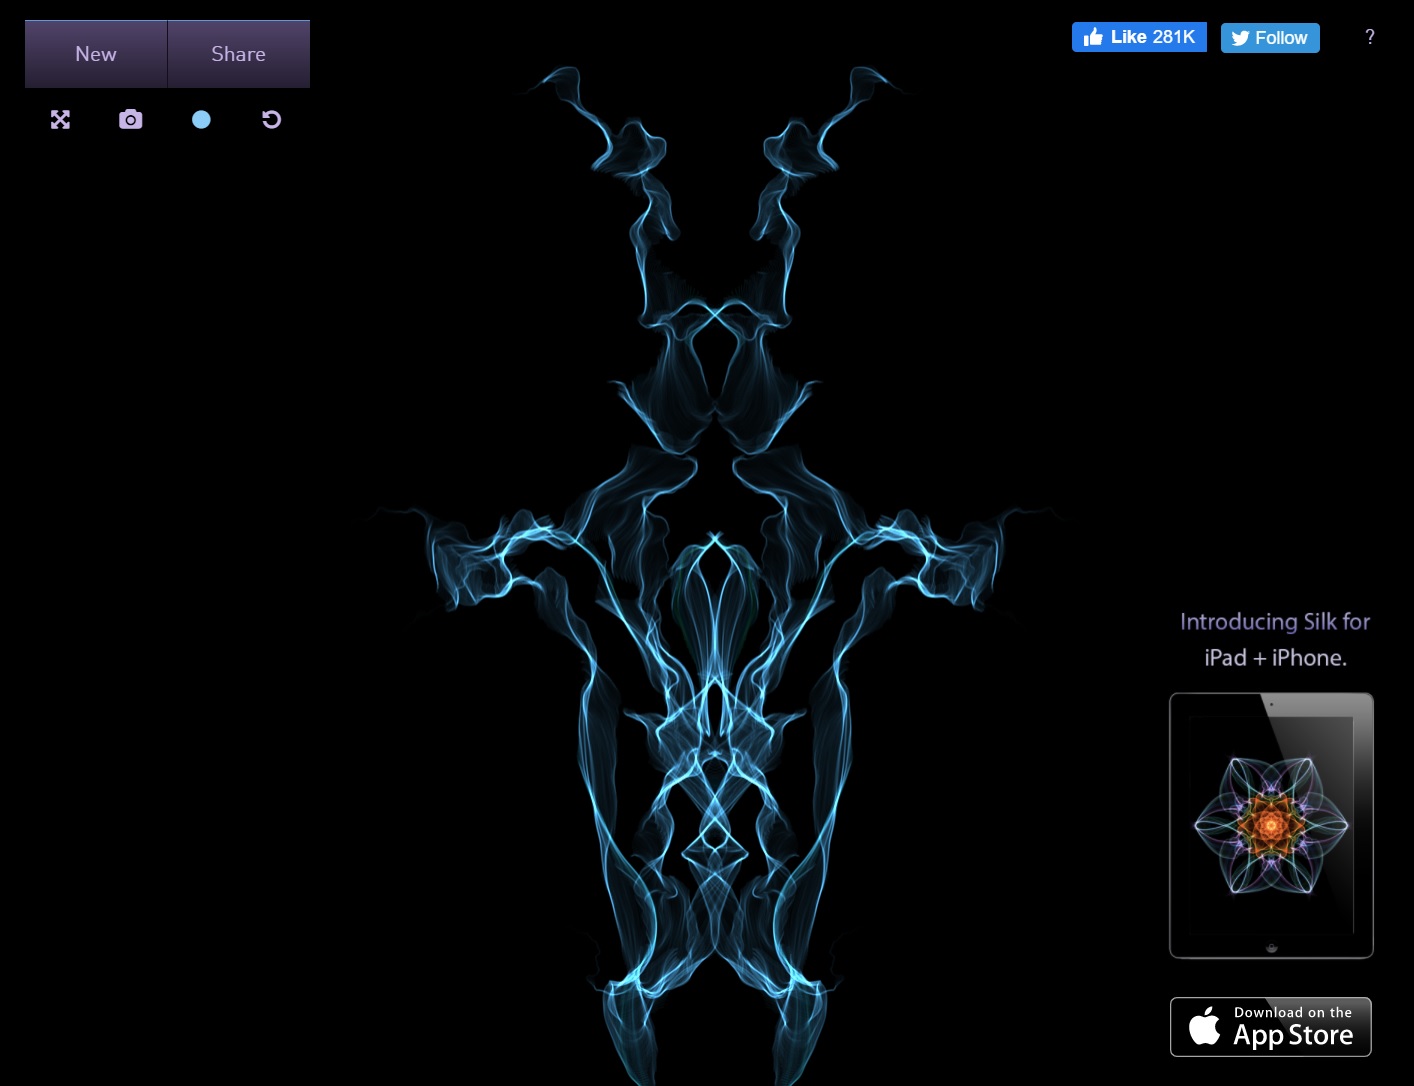 New
Share
Like 281K
Follow
?
Introducing Silk for
iPad + iPhone.
Download on the
App Store